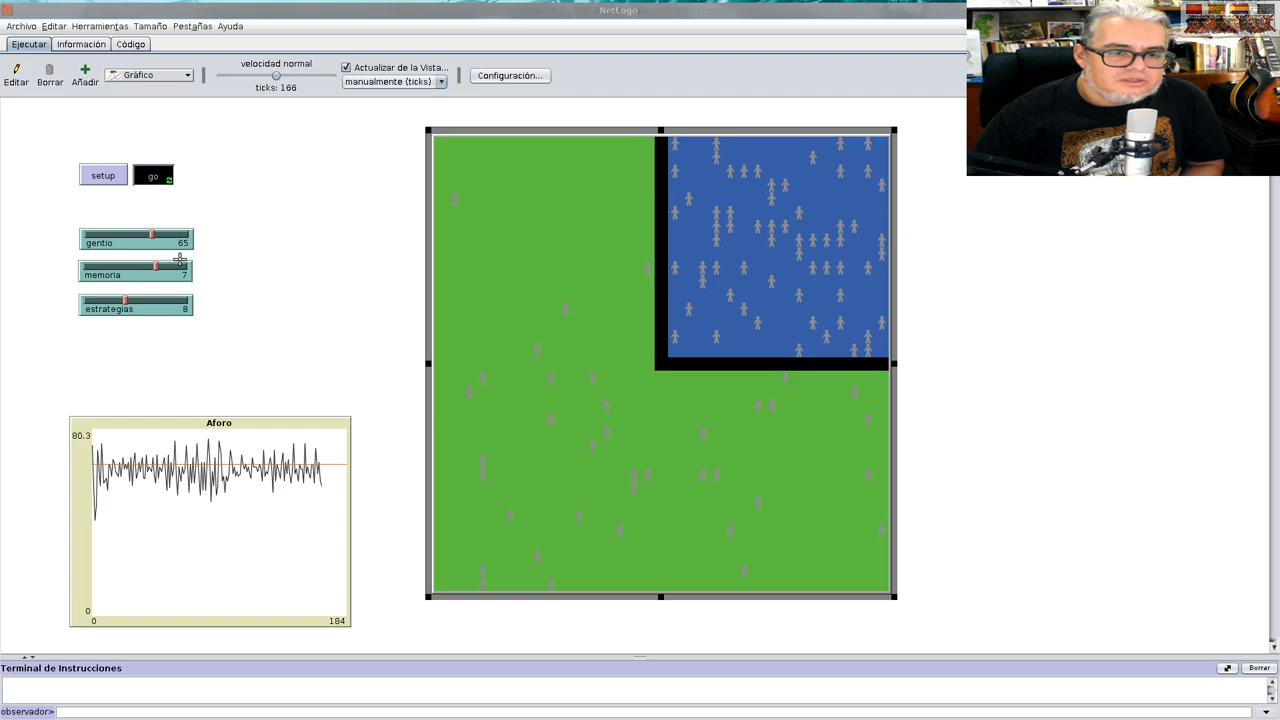 NetLogo
Archivo Editar Herramientas Tamaño Pestañas Ayuda
Ejecutar Información Código
Editar Borrar Añadir Gráfico velocidad normal ticks: 166 Actualizar de la Vista... manualmente (ticks) Configuración...
setup go
gentio 65
memoria 7
estrategias 8
Aforo
80.3
0
0 184
Terminal de Instrucciones Borrar
observador>